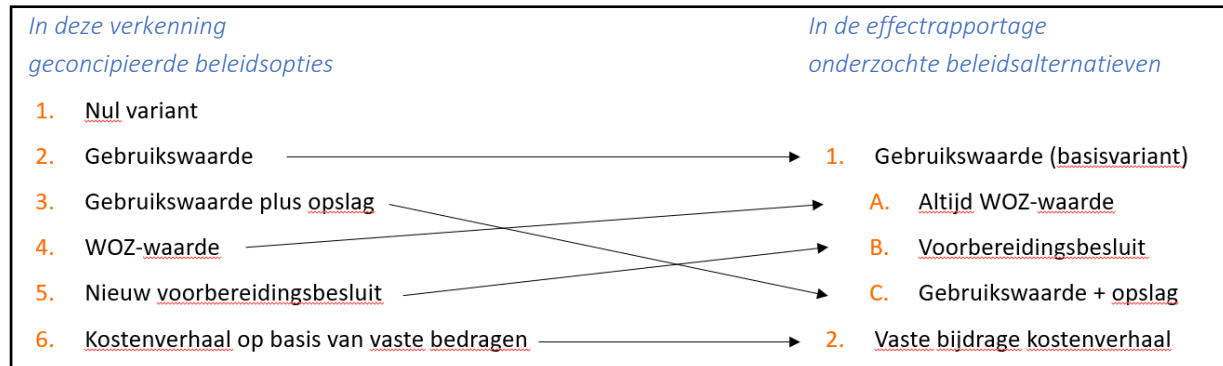 In deze verkenning
geconcipieerde beleidsopties
1. Nul variant
2. Gebruikswaarde
3. Gebruikswaarde plus opslag
4. WOZ-waarde
5. Nieuw voorbereidingsbesluit
6. Kostenverhaal op basis van vaste bedragen
In de effectrapportage
onderzochte beleidsalternatieven
1. Gebruikswaarde (basisvariant)
A. Altijd WOZ-waarde
B. Voorbereidingsbesluit
C. Gebruikswaarde + opslag
2. Vaste bijdrage kostenverhaal